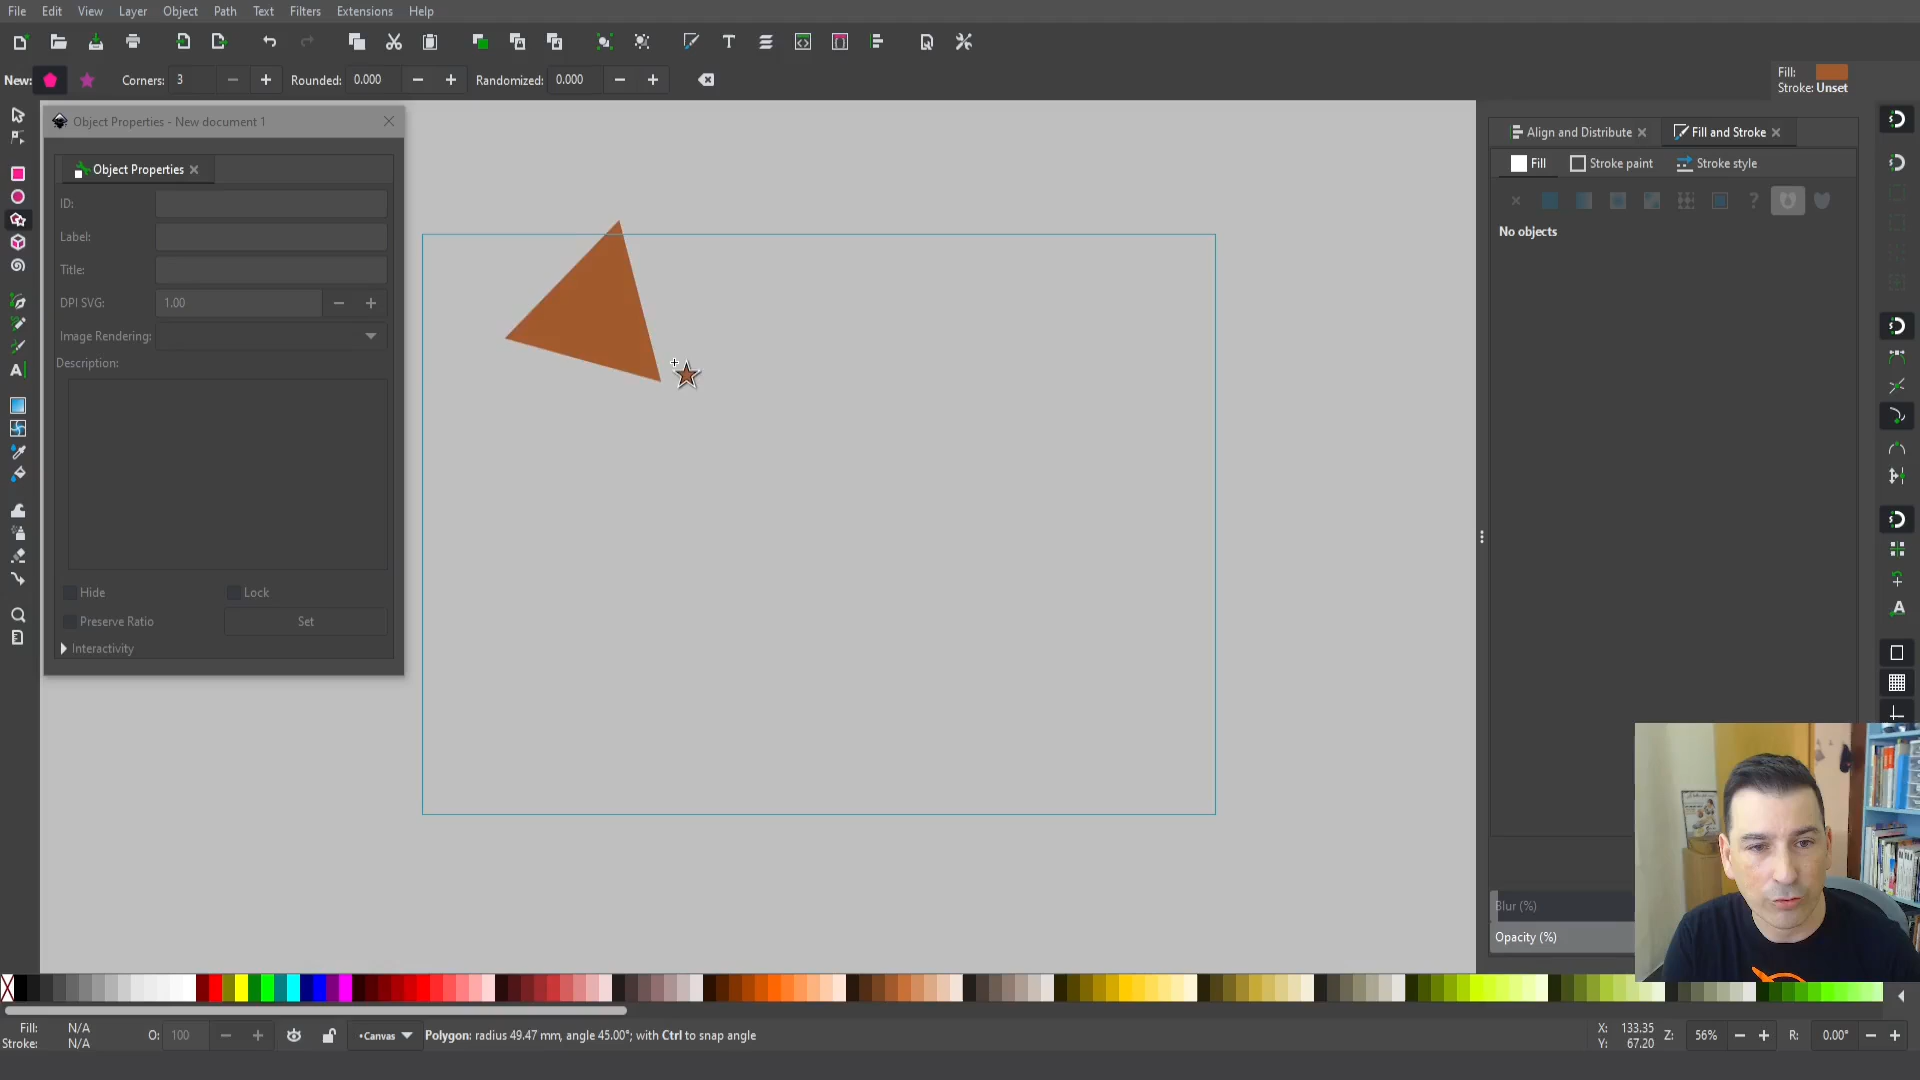 File Edit View Layer Object Path Text Filters Extensions Help
New: Corners: 3 Rounded: 0.000 Randomized: 0.000
Fill:
Stroke: Unset
Object Properties - New document 1
Object Properties
ID:
Label:
Title:
DPI SVG: 1.00
Image Rendering:
Description:
Hide Lock
Preserve Ratio Set
Interactivity
Align and Distribute Fill and Stroke
Fill Stroke paint Stroke style
No objects
Blur (%)
Opacity (%)
Fill: N/A
Stroke: N/A
O: 100
•Canvas
Polygon: radius 49.47 mm, angle 45.00°; with Ctrl to snap angle
X: 133.35
Y: 67.20
Z: 56%
R: 0.00°